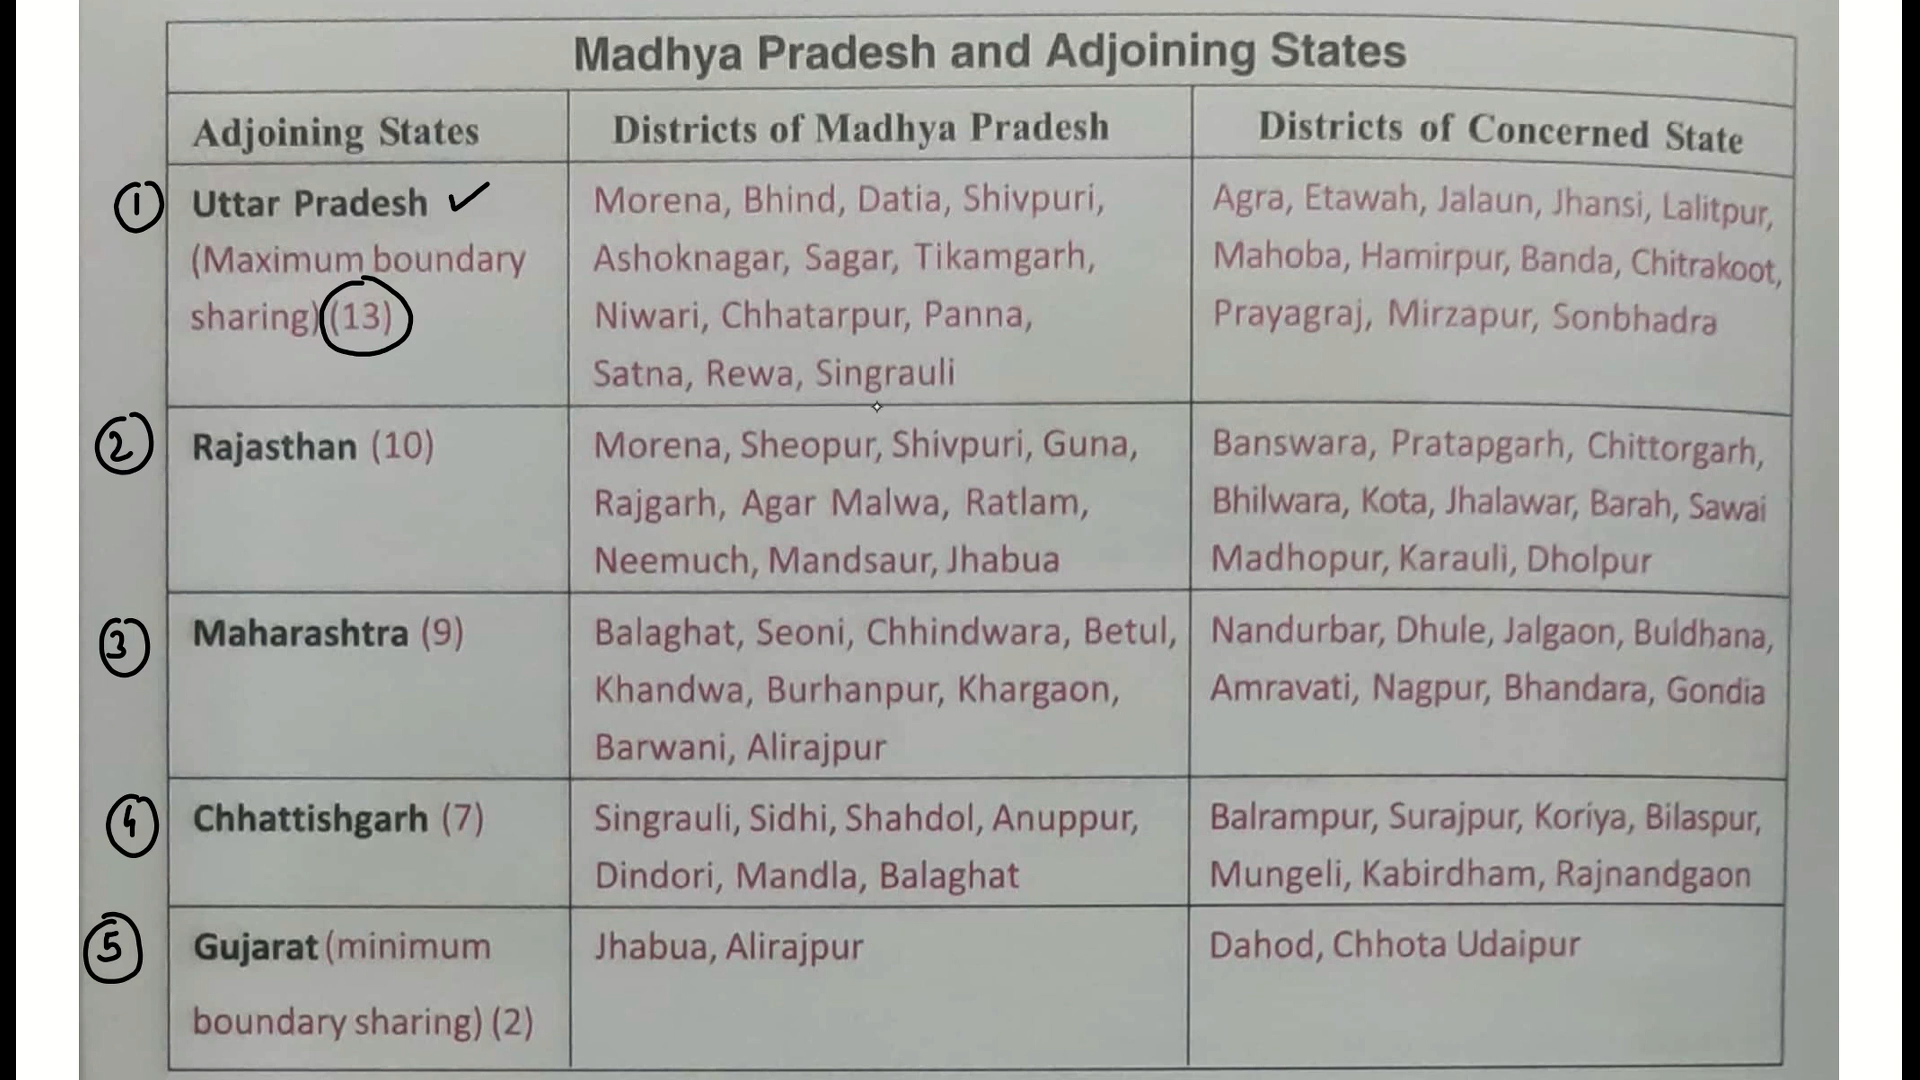 Madhya Pradesh and Adjoining States
Adjoining States
Districts of Madhya Pradesh
Districts of Concerned State
1
Uttar Pradesh ✓
(Maximum boundary
sharing) (13)
Morena, Bhind, Datia, Shivpuri,
Ashoknagar, Sagar, Tikamgarh,
Niwari, Chhatarpur, Panna,
Satna, Rewa, Singrauli
Agra, Etawah, Jalaun, Jhansi, Lalitpur,
Mahoba, Hamirpur, Banda, Chitrakoot,
Prayagraj, Mirzapur, Sonbhadra
2
Rajasthan (10)
Morena, Sheopur, Shivpuri, Guna,
Rajgarh, Agar Malwa, Ratlam,
Neemuch, Mandsaur, Jhabua
Banswara, Pratapgarh, Chittorgarh,
Bhilwara, Kota, Jhalawar, Barah, Sawai
Madhopur, Karauli, Dholpur
3
Maharashtra (9)
Balaghat, Seoni, Chhindwara, Betul,
Khandwa, Burhanpur, Khargaon,
Barwani, Alirajpur
Nandurbar, Dhule, Jalgaon, Buldhana,
Amravati, Nagpur, Bhandara, Gondia
4
Chhattishgarh (7)
Singrauli, Sidhi, Shahdol, Anuppur,
Dindori, Mandla, Balaghat
Balrampur, Surajpur, Koriya, Bilaspur,
Mungeli, Kabirdham, Rajnandgaon
5
Gujarat (minimum
boundary sharing) (2)
Jhabua, Alirajpur
Dahod, Chhota Udaipur